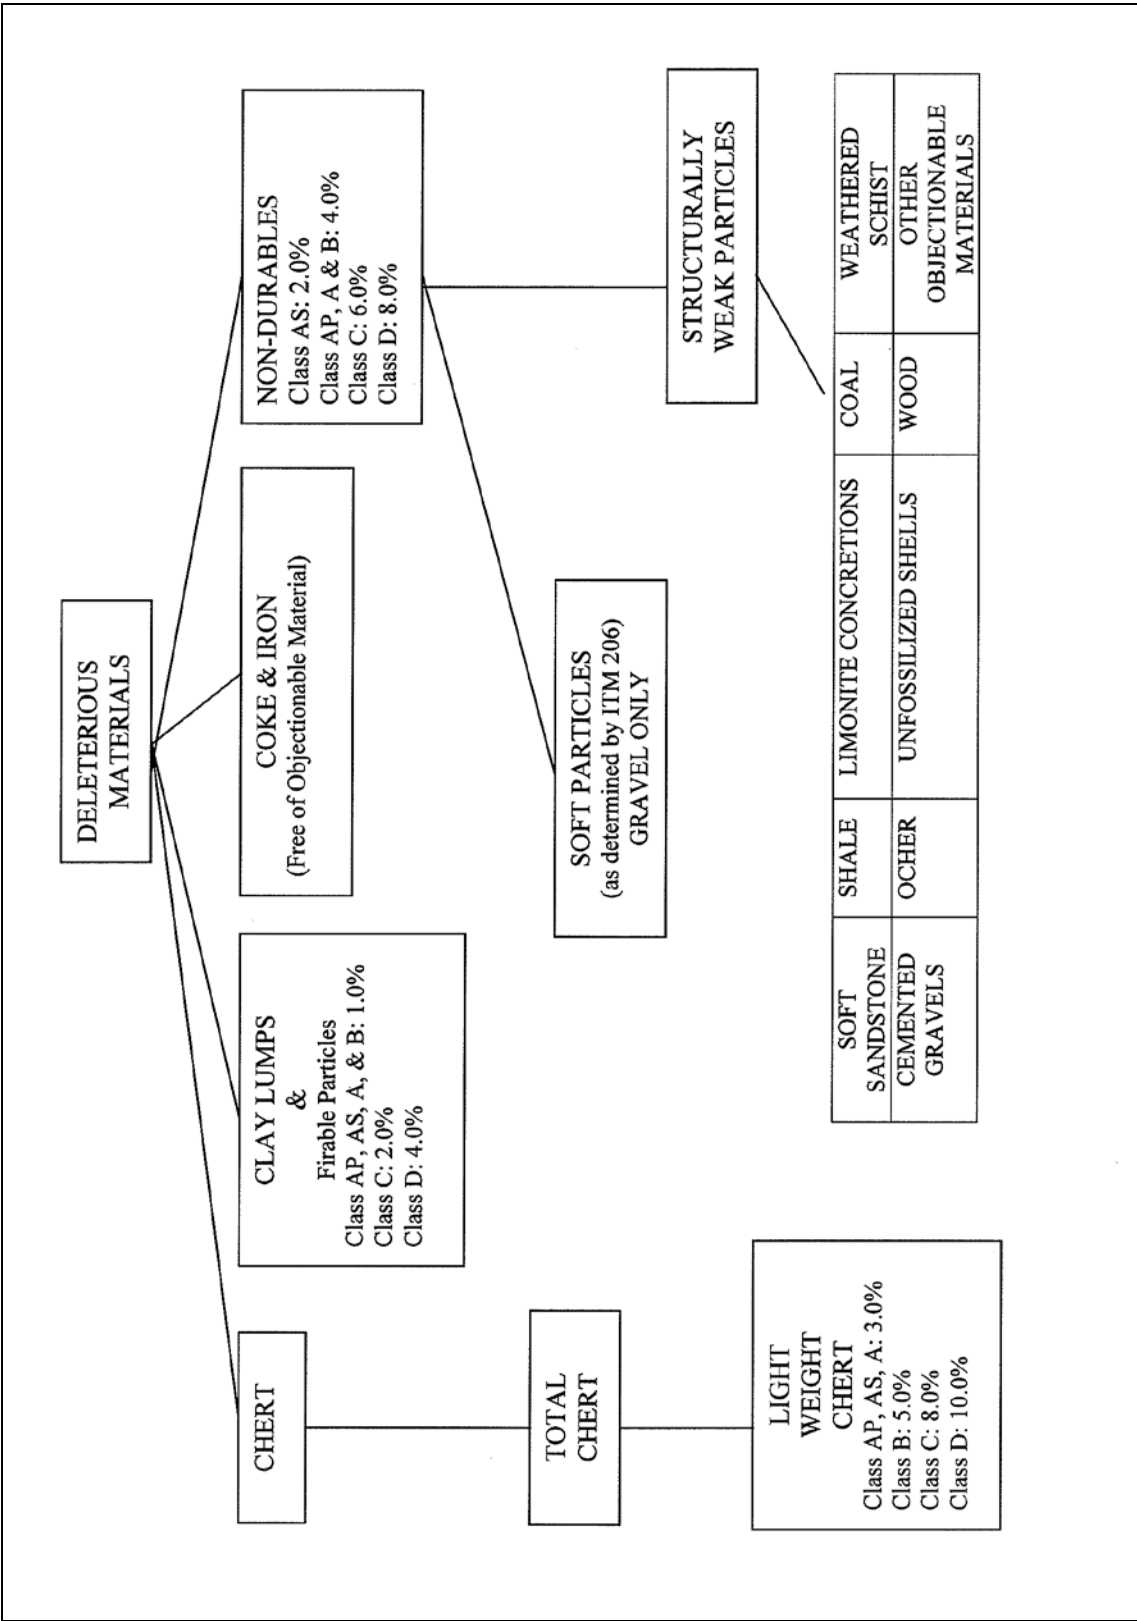 DELETERIOUS
MATERIALS
CHERT
CLAY LUMPS
&
Firable Particles
Class AP, AS, A, & B: 1.0%
Class C: 2.0%
Class D: 4.0%
COKE & IRON
(Free of Objectionable Material)
NON-DURABLES
Class AS: 2.0%
Class AP, A & B: 4.0%
Class C: 6.0%
Class D: 8.0%
TOTAL
CHERT
SOFT PARTICLES
(as determined by ITM 206)
GRAVEL ONLY
STRUCTURALLY
WEAK PARTICLES
LIGHT
WEIGHT
CHERT
Class AP, AS, A: 3.0%
Class B: 5.0%
Class C: 8.0%
Class D: 10.0%
SOFT
SANDSTONE
SHALE
LIMONITE CONCRETIONS
COAL
WEATHERED
SCHIST
CEMENTED
GRAVELS
OCHER
UNFOSSILIZED SHELLS
WOOD
OTHER
OBJECTIONABLE
MATERIALS